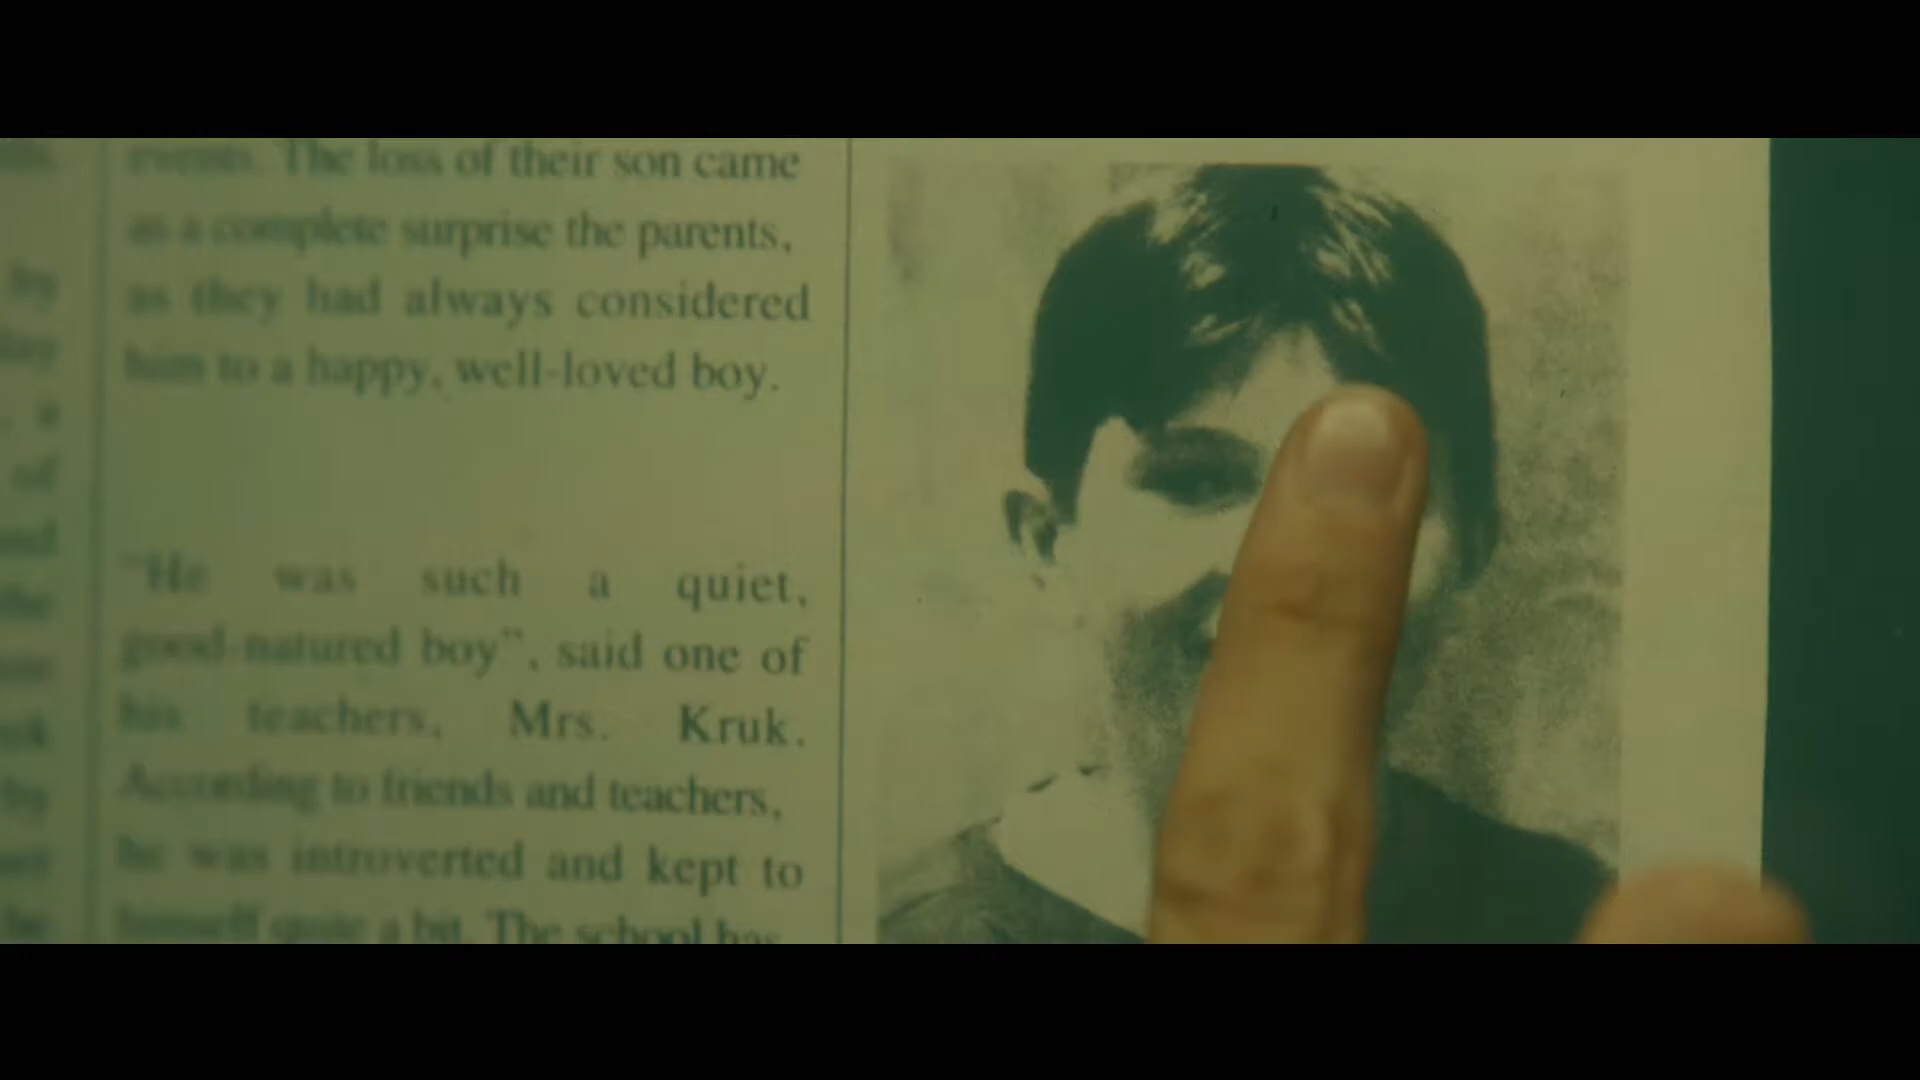 events. The loss of their son came
as a complete surprise the parents,
as they had always considered
him to a happy, well-loved boy.
"He was such a quiet,
good-natured boy", said one of
his teachers, Mrs. Kruk.
According to friends and teachers,
he was introverted and kept to
himself quite a bit. The school has